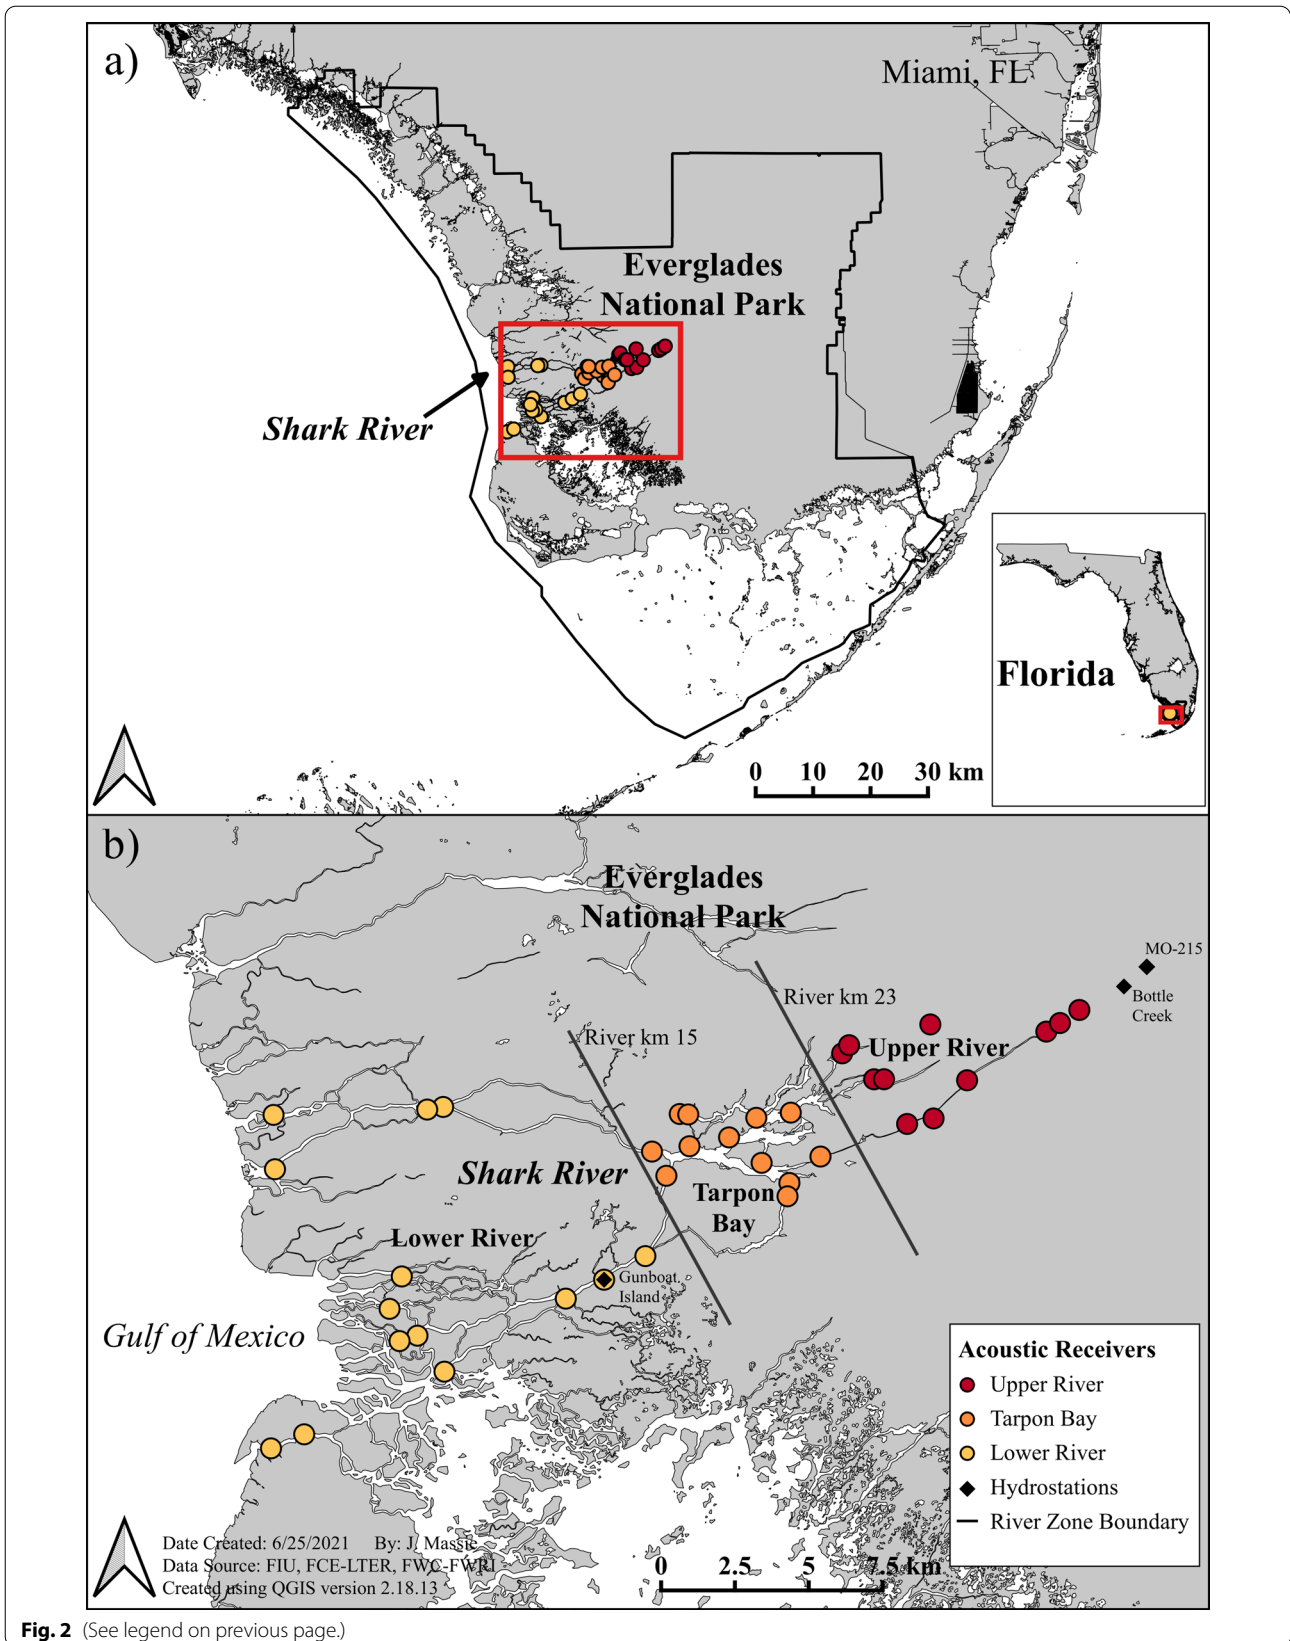 a)
Miami, FL
Everglades
National Park
Shark River
Florida
0 10 20 30 km
b)
Everglades
National Park
MO-215
Bottle
Creek
River km 23
River km 15
Upper River
Shark River
Tarpon
Bay
Lower River
Gunboat
Island
Gulf of Mexico
Acoustic Receivers
Upper River
Tarpon Bay
Lower River
Hydrostations
River Zone Boundary
Date Created: 6/25/2021 By: J. Massie
Data Source: FIU, FCE-LTER, FWC-FWRI
Created using QGIS version 2.18.13
0 2.5 5 7.5 km
Fig. 2 (See legend on previous page.)